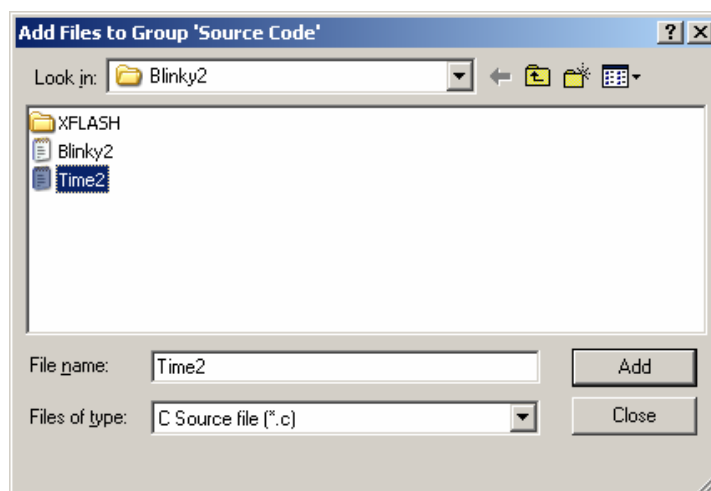 Add Files to Group 'Source Code'
Look in: Blinky2
XFLASH
Blinky2
Time2
File name: Time2 Add
Files of type: C Source file (*.c) Close